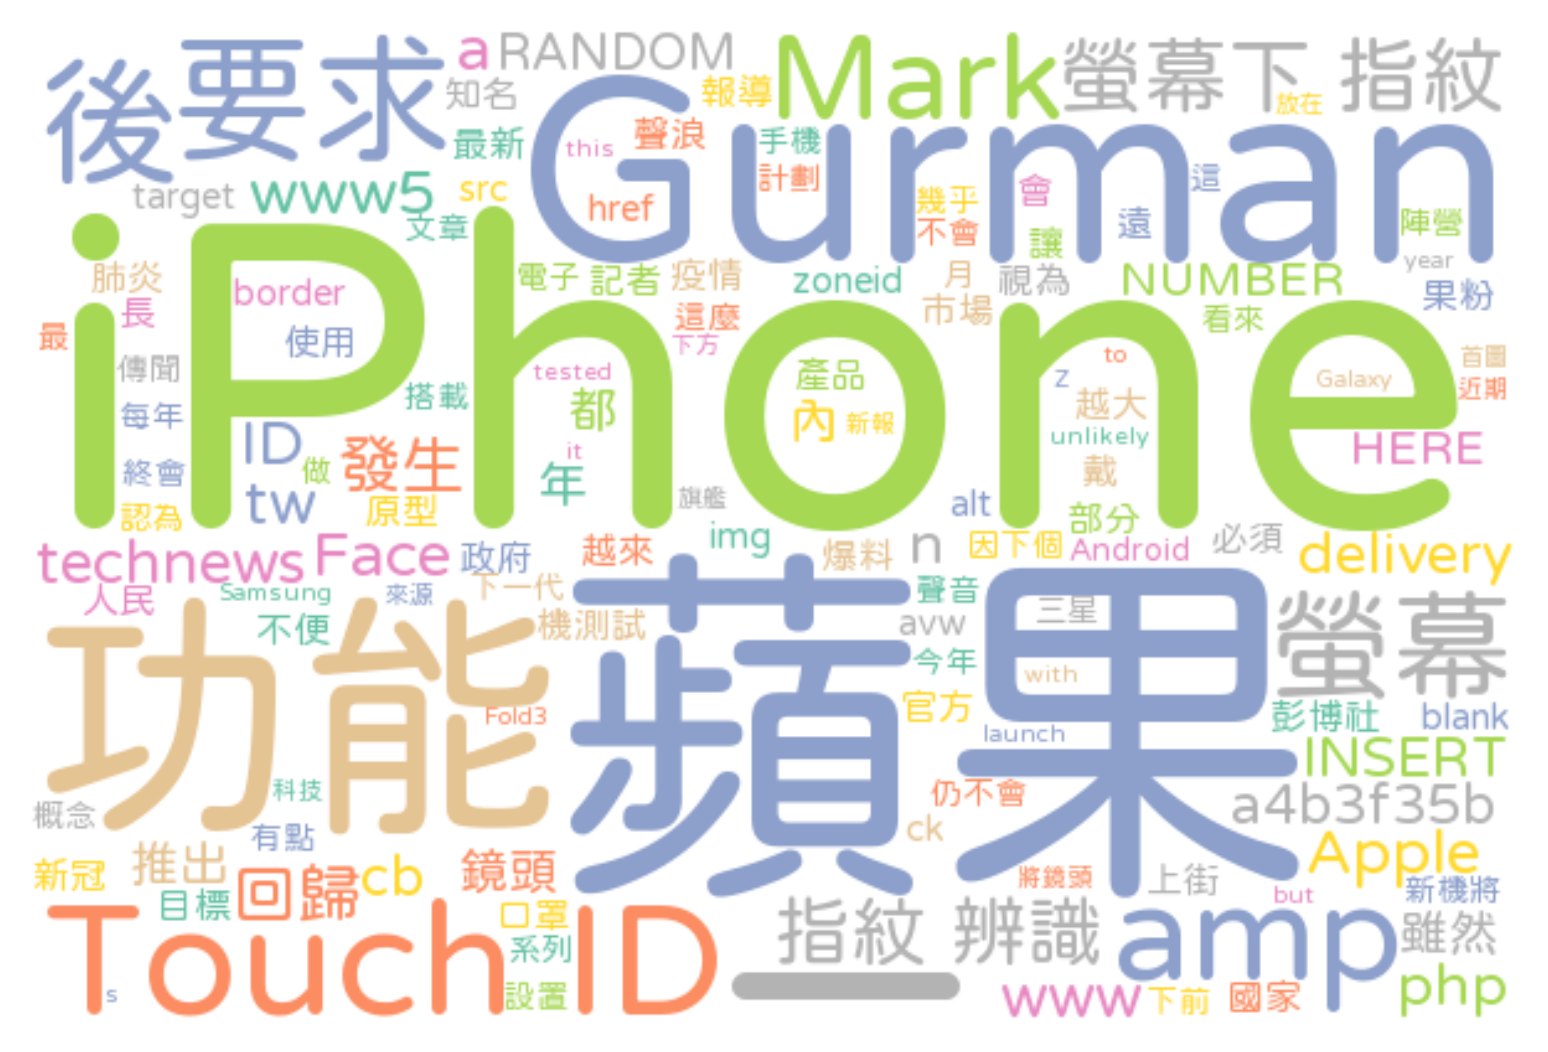 後 要求 a RANDOM Mark 螢幕下 指紋
知名 報導 放在
最新 this 聲浪 Gurman 手機
target www5 src href 計劃 幾乎 會 這
文章 不會 讓 遠 陣營
iPhone
肺炎 border 電子 記者 疫情 zoneid 月 視為 NUMBER year
最 長 使用 這麼 市場 看來 果粉
傳聞 下方 to 首圖
每年 搭載 tested 都 產品 z 越大 Galaxy 近期
終會 ID 做 發生 it 內 新報 unlikely HERE
認為 tw 原型 年 旗艦 alt 戴 部分
technews Face 政府 越來 img 爆料 n 因下個 Android 必須 delivery
人民 Samsung 來源 下一代 聲音
功能 不便 機測試 蘋果 avw 三星 螢幕
今年 with
Fold3 官方 launch 彭博社 blank
科技 仍不會 INSERT
概念 有點 ck a4b3f35b
新冠 推出 回歸 cb 鏡頭 將鏡頭 上街 Apple
目標 口罩 指紋 辨識 but 新機將
Touch ID 系列 amp 雖然
s 設置 一 www 下前 國家 php